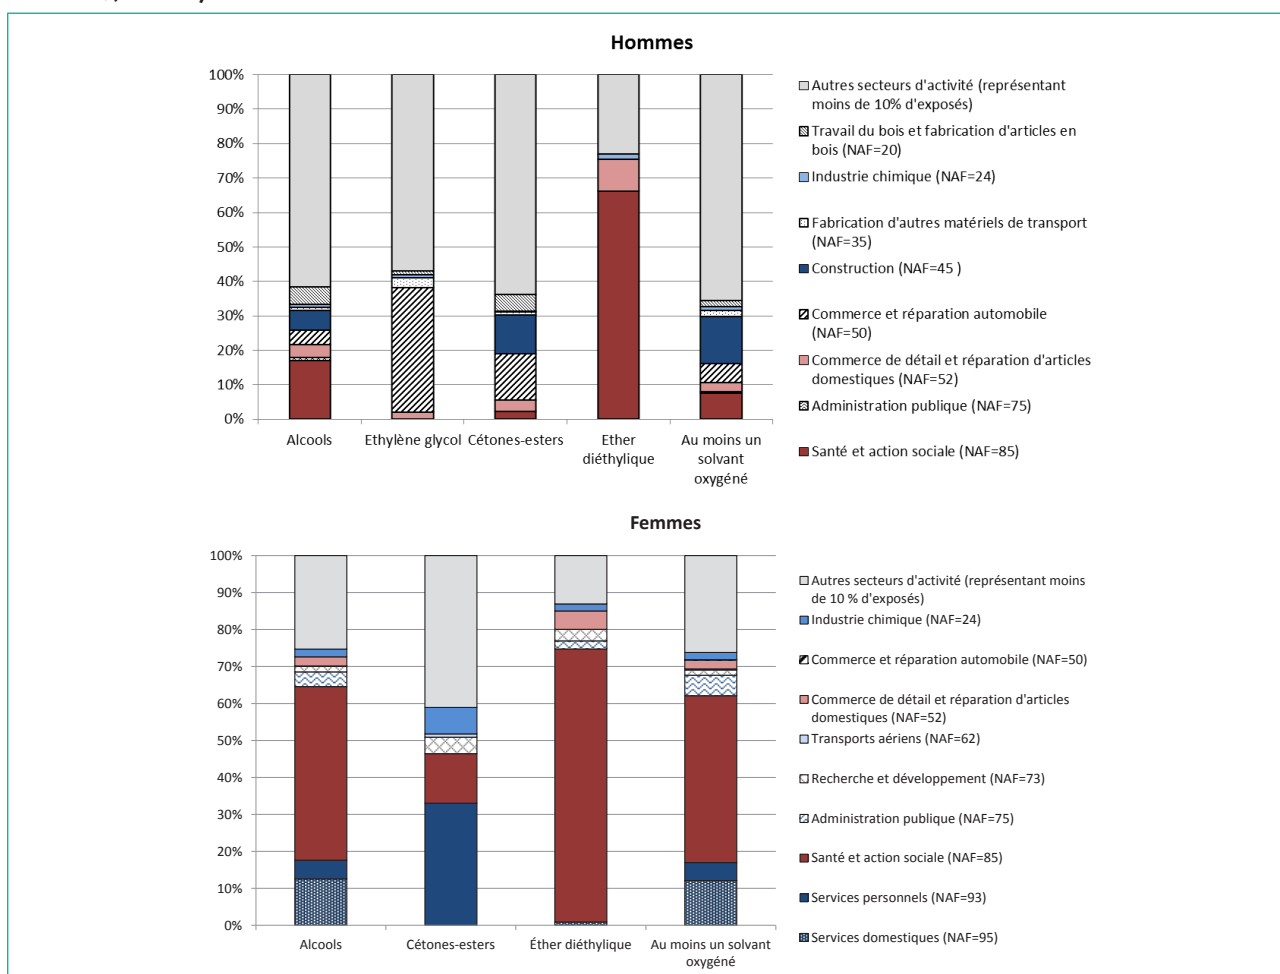 Hommes
100%
90%
80%
70%
60%
50%
40%
30%
20%
10%
0%
Alcools
Ethylène glycol
Cétones-esters
Ether
diéthylique
Au moins un
solvant
oxygéné
Autres secteurs d'activité (représentant
moins de 10% d'exposés)
Travail du bois et fabrication d'articles en
bois (NAF=20)
Industrie chimique (NAF=24)
Fabrication d'autres matériels de transport
(NAF=35)
Construction (NAF=45 )
Commerce et réparation automobile
(NAF=50)
Commerce de détail et réparation d'articles
domestiques (NAF=52)
Administration publique (NAF=75)
Santé et action sociale (NAF=85)
Femmes
100%
90%
80%
70%
60%
50%
40%
30%
20%
10%
0%
Alcools
Cétones-esters
Éther diéthylique
Au moins un solvant
oxygéné
Autres secteurs d'activité (représentant moins
de 10 % d'exposés)
Industrie chimique (NAF=24)
Commerce et réparation automobile (NAF=50)
Commerce de détail et réparation d'articles
domestiques (NAF=52)
Transports aériens (NAF=62)
Recherche et développement (NAF=73)
Administration publique (NAF=75)
Santé et action sociale (NAF=85)
Services personnels (NAF=93)
Services domestiques (NAF=95)